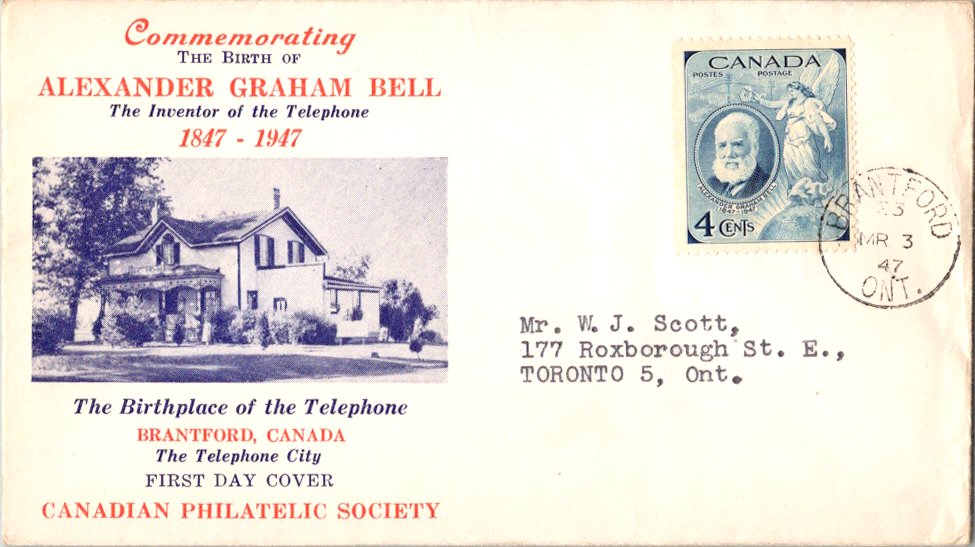 Commemorating
THE BIRTH OF
ALEXANDER GRAHAM BELL
The Inventor of the Telephone
1847 - 1947
The Birthplace of the Telephone
BRANTFORD, CANADA
The Telephone City
FIRST DAY COVER
CANADIAN PHILATELIC SOCIETY
CANADA
POSTES POSTAGE
ALEXANDER GRAHAM BELL
1847-1947
4 CENTS
BRANTFORD
23
MR 3
47
ONT.
Mr. W. J. Scott,
177 Roxborough St. E.,
TORONTO 5, Ont.